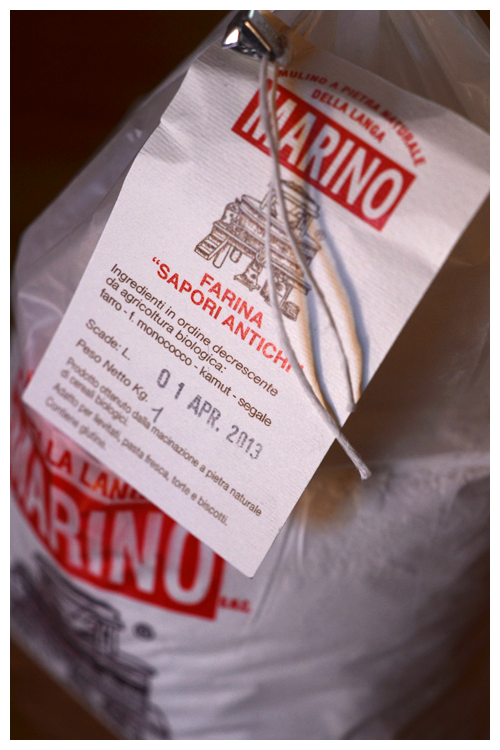 MULINO A PIETRA NATURALE
DELLA LANGA
MARINO
FARINA
“SAPORI ANTICHI”
Ingredienti in ordine decrescente
da agricoltura biologica:
farro - f. monococco - kamut - segale
Scade: L. 01 APR. 2013
Peso Netto Kg. 1
Prodotto ottenuto dalla macinazione a pietra naturale
di cereali biologici.
Adatto per lievitati, pasta fresca, torte e biscotti.
Contiene glutine.
DELLA LANGA
MARINO
s.n.c.